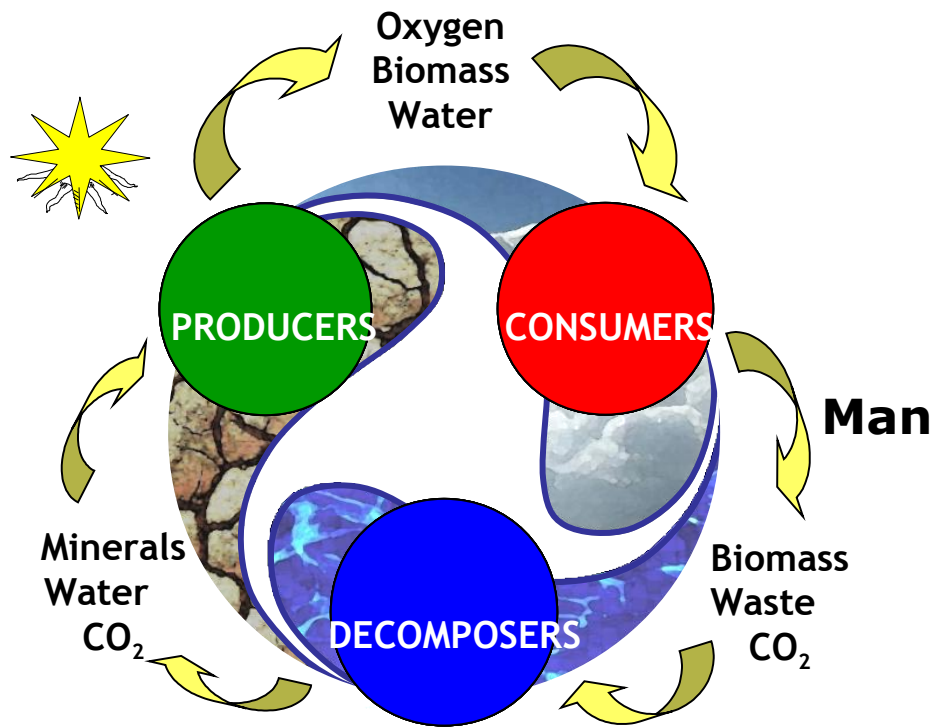 Oxygen
Biomass
Water
PRODUCERS
CONSUMERS
Man
Minerals
Water
CO₂
Biomass
Waste
CO₂
DECOMPOSERS